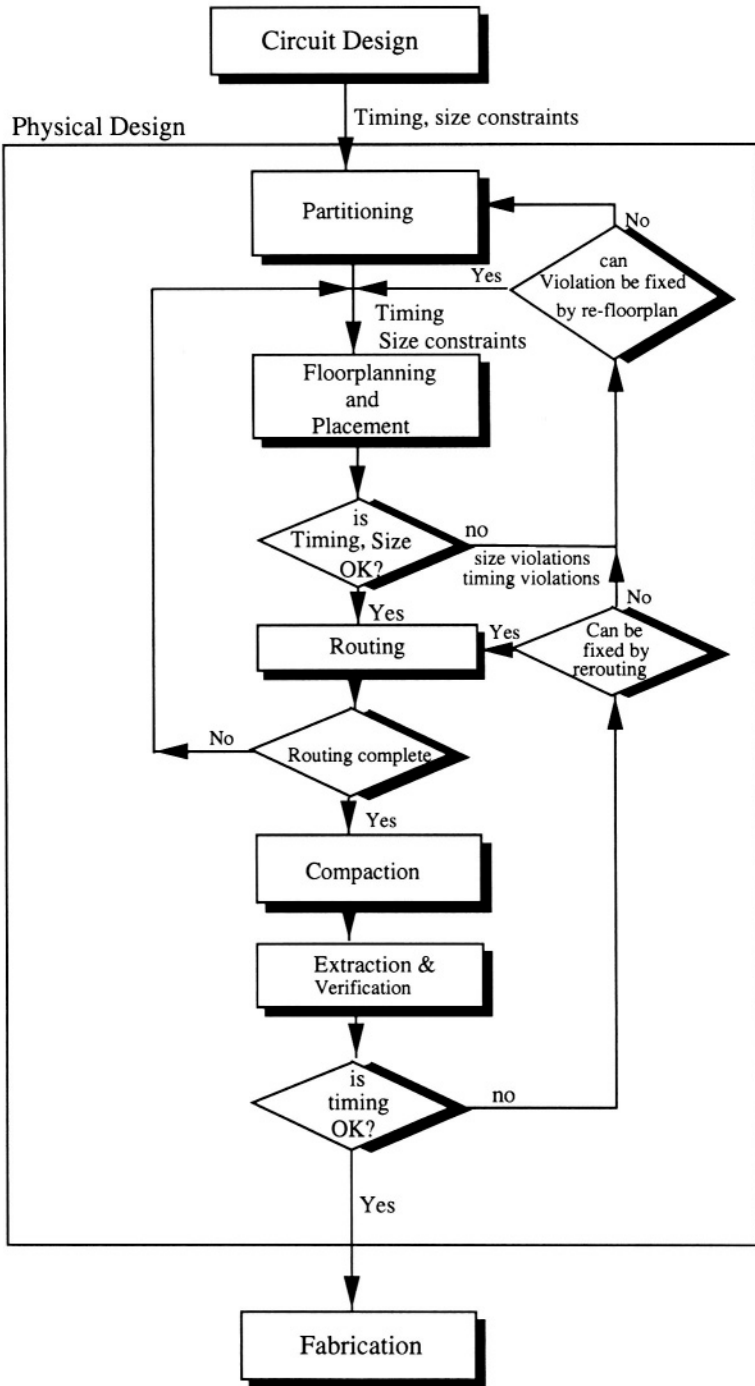 Circuit Design
Timing, size constraints
Physical Design
Partitioning
No
can
Violation be fixed
by re-floorplan
Yes
Timing
Size constraints
Floorplanning
and
Placement
is
Timing, Size
OK?
no
size violations
timing violations
Yes
No
Can be
fixed by
rerouting
Yes
Routing
Routing complete
No
Yes
Compaction
Extraction &
Verification
is
timing
OK?
no
Yes
Fabrication